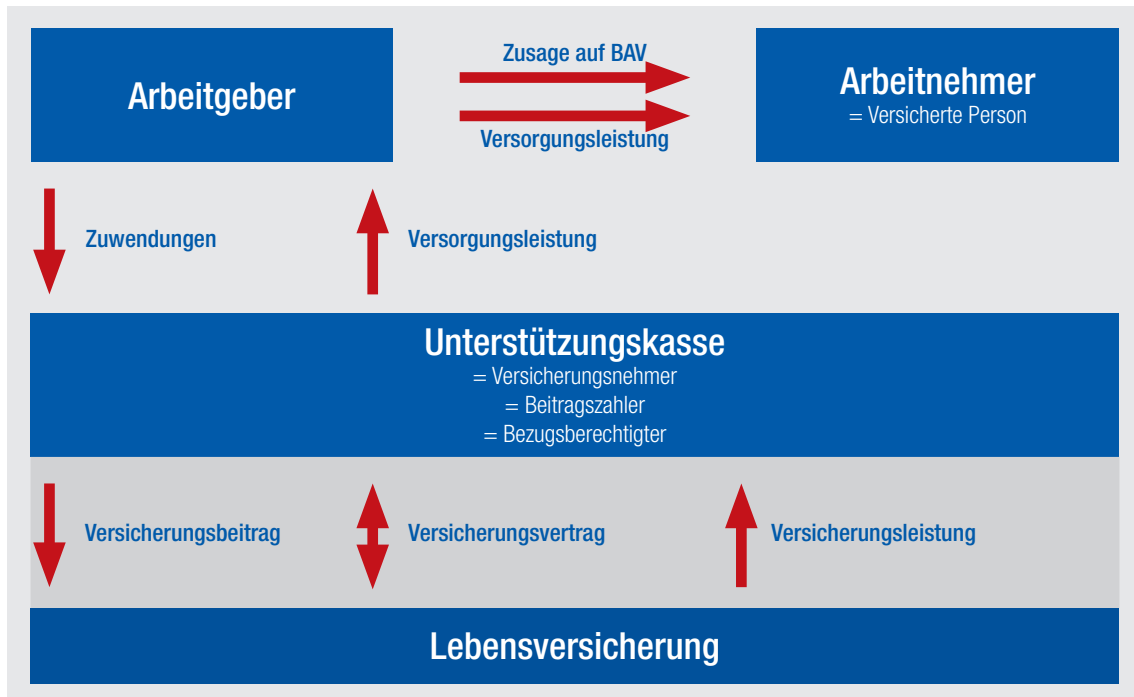 Arbeitgeber
Zusage auf BAV
Versorgungsleistung
Arbeitnehmer
= Versicherte Person
Zuwendungen
Versorgungsleistung
Unterstützungskasse
= Versicherungsnehmer
= Beitragszahler
= Bezugsberechtigter
Versicherungsbeitrag
Versicherungsvertrag
Versicherungsleistung
Lebensversicherung